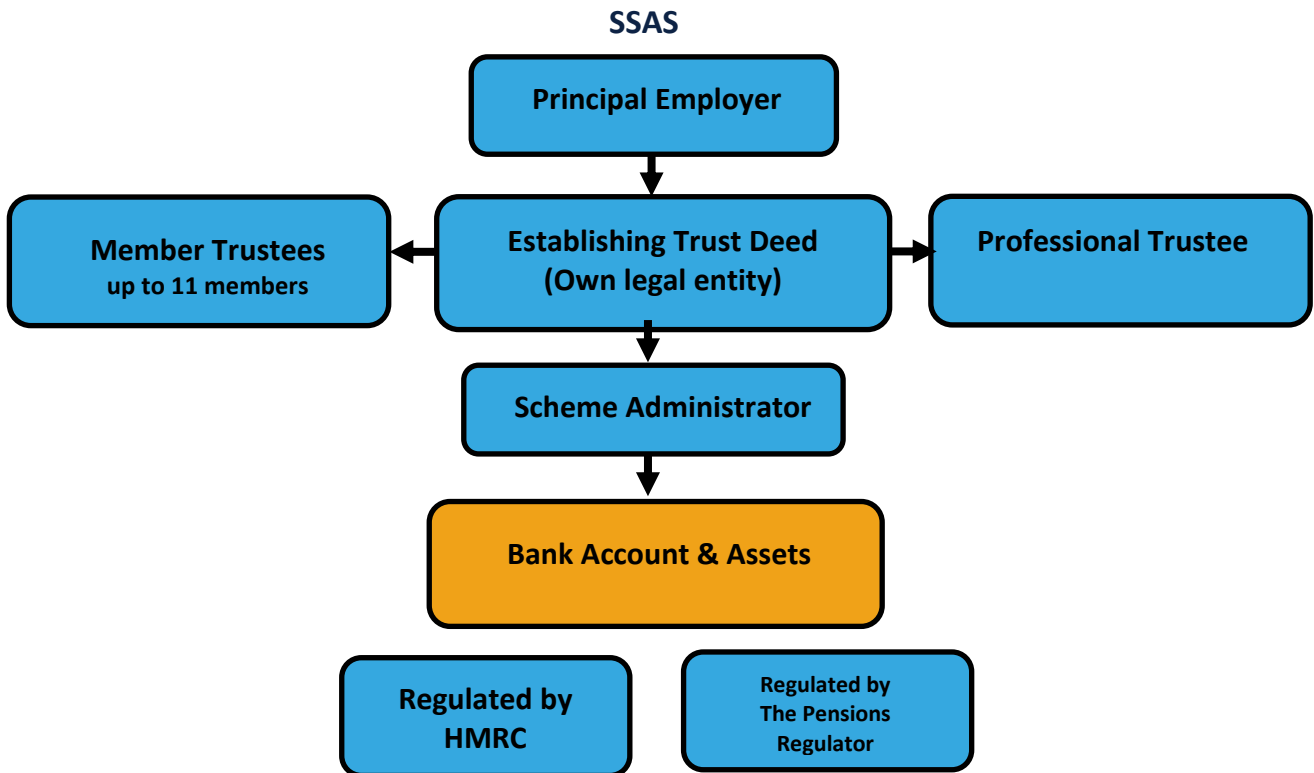 SSAS
Principal Employer
Member Trustees
up to 11 members
Establishing Trust Deed
(Own legal entity)
Professional Trustee
Scheme Administrator
Bank Account & Assets
Regulated by
HMRC
Regulated by
The Pensions
Regulator